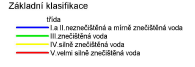 Základní klasifikace
třída
I.a II.neznečištěná a mírně znečištěná voda
III.znečištěná voda
IV.silně znečištěná voda
V.velmi silně znečištěná voda